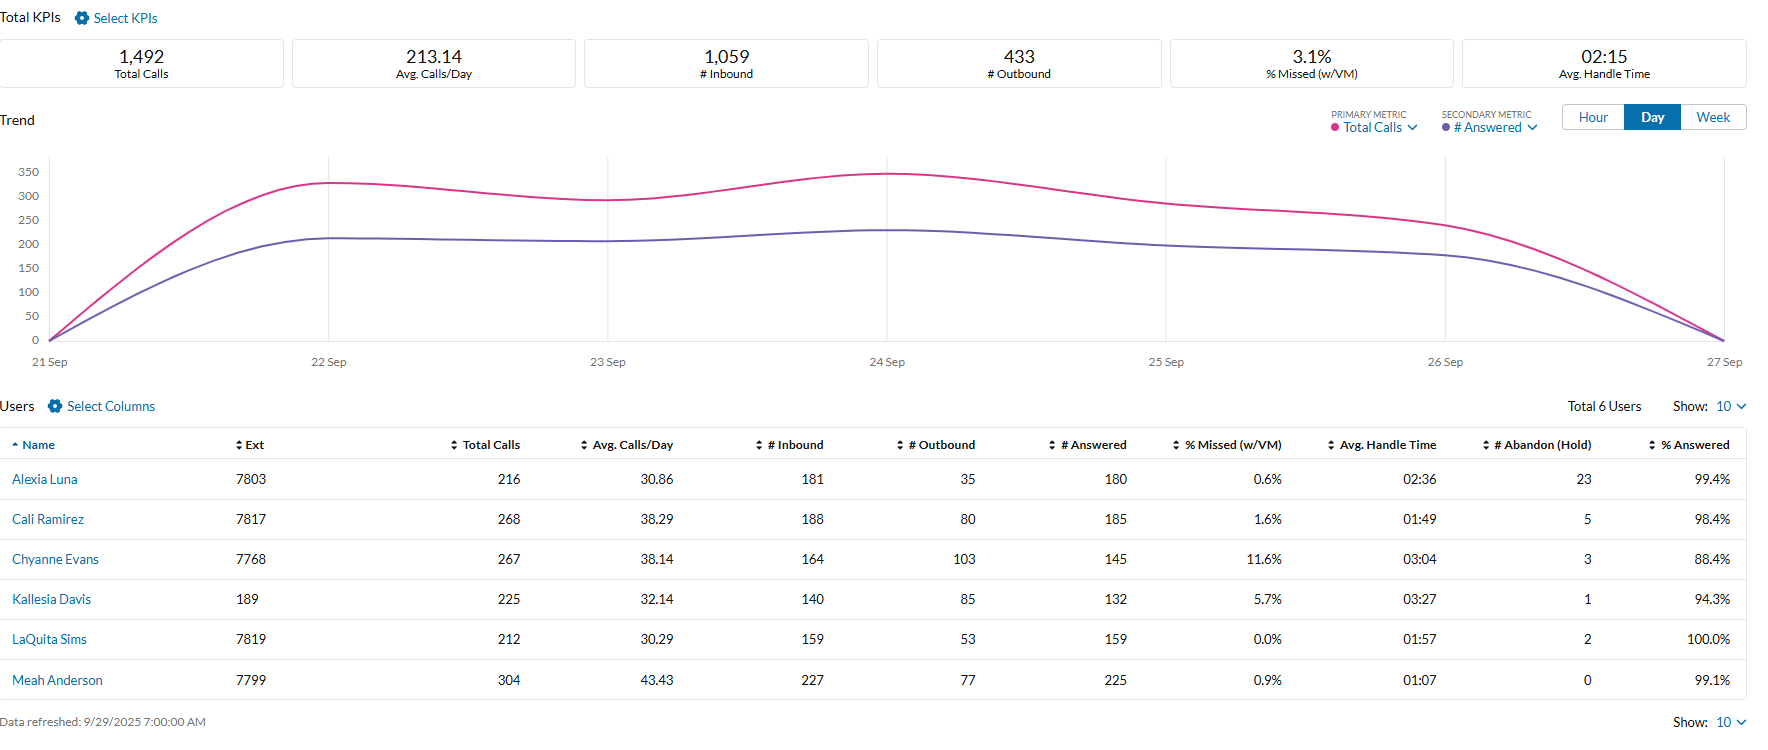 Total KPIs Select KPIs
1,492 213.14 1,059 433 3.1% 02:15
Total Calls Avg. Calls/Day # Inbound # Outbound % Missed (w/VM) Avg. Handle Time
Trend
PRIMARY METRIC SECONDARY METRIC
Total Calls # Answered
Hour Day Week
350
300
250
200
150
100
50
0
21 Sep 22 Sep 23 Sep 24 Sep 25 Sep 26 Sep 27 Sep
Users Select Columns Total 6 Users Show: 10
Name Ext Total Calls Avg. Calls/Day # Inbound # Outbound # Answered % Missed (w/VM) Avg. Handle Time # Abandon (Hold) % Answered
Alexia Luna 7803 216 30.86 181 35 180 0.6% 02:36 23 99.4%
Cali Ramirez 7817 268 38.29 188 80 185 1.6% 01:49 5 98.4%
Chyanne Evans 7768 267 38.14 164 103 145 11.6% 03:04 3 88.4%
Kallesia Davis 189 225 32.14 140 85 132 5.7% 03:27 1 94.3%
LaQuita Sims 7819 212 30.29 159 53 159 0.0% 01:57 2 100.0%
Meah Anderson 7799 304 43.43 227 77 225 0.9% 01:07 0 99.1%
Data refreshed: 9/29/2025 7:00:00 AM Show: 10